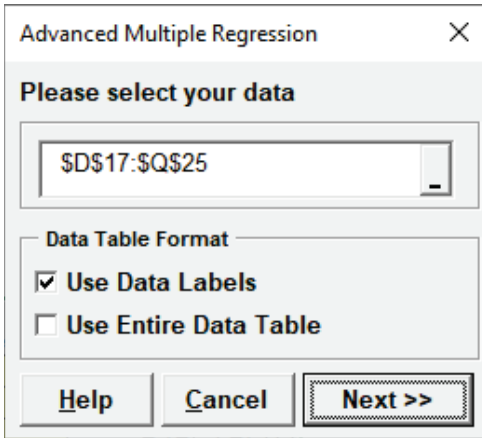 Advanced Multiple Regression
Please select your data
$D$17:$Q$25
Data Table Format
Use Data Labels
Use Entire Data Table
Help Cancel Next >>